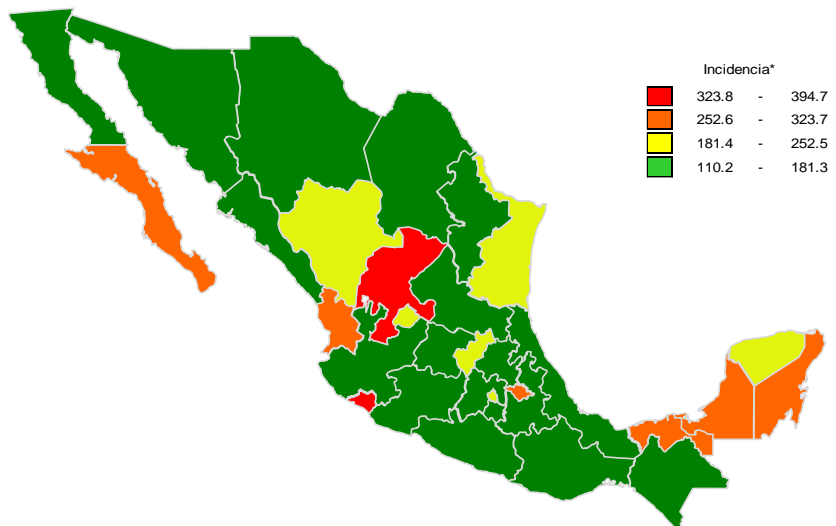 Incidencia*
323.8 - 394.7
252.6 - 323.7
181.4 - 252.5
110.2 - 181.3